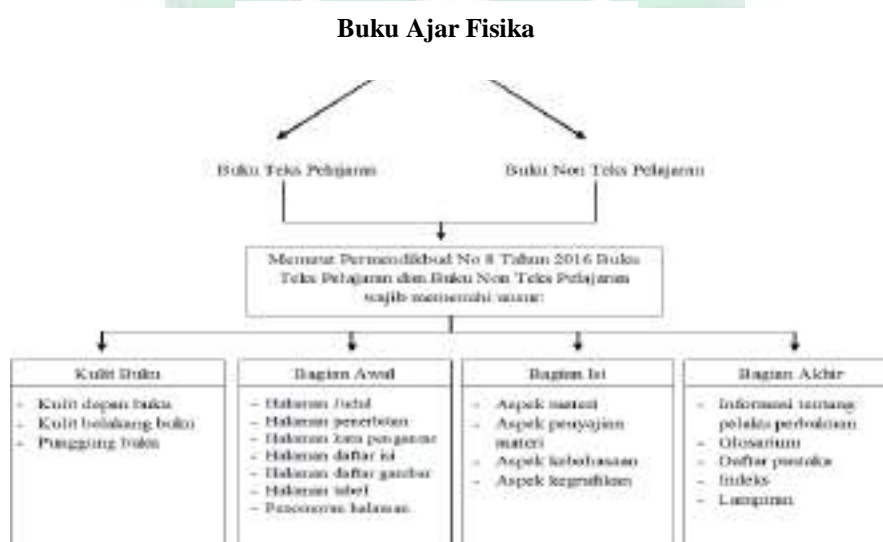 Buku Ajar Fisika
Buku Teks Pelajaran
Buku Non Teks Pelajaran
Menurut Permendikbud No 8 Tahun 2016 Buku
Teks Pelajaran dan Buku Non Teks Pelajaran
wajib memenuhi unsur:
Kulit Buku
- Kulit depan buku
- Kulit belakang buku
- Punggung buku
Bagian Awal
- Halaman Judul
- Halaman penerbitan
- Halaman kata pengantar
- Halaman daftar isi
- Halaman daftar gambar
- Halaman tabel
- Penomoran halaman
Bagian Isi
- Aspek materi
- Aspek penyajian
materi
- Aspek kebahasaan
- Aspek kegrafikan
Bagian Akhir
- Informasi tentang
pelaku perbukuan
- Glosarium
- Daftar pustaka
- Indeks
- Lampiran